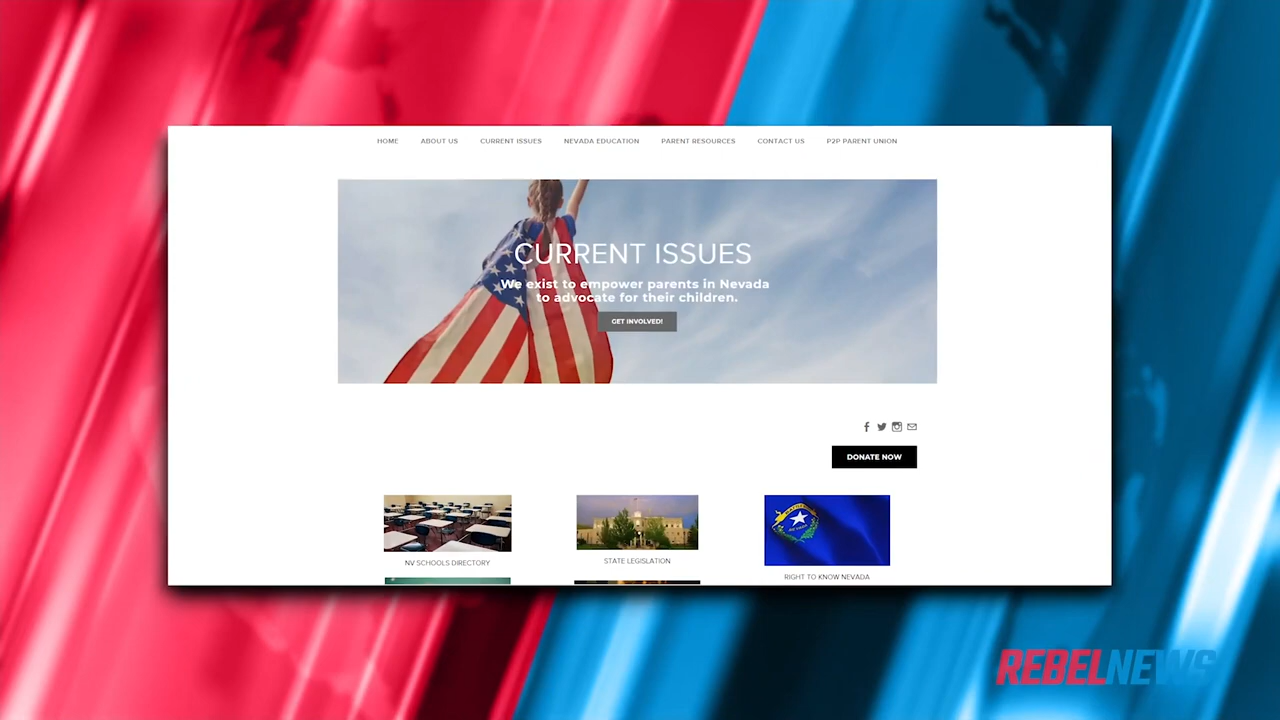 HOME ABOUT US CURRENT ISSUES NEVADA EDUCATION PARENT RESOURCES CONTACT US P2P PARENT UNION
CURRENT ISSUES
We exist to empower parents in Nevada
to advocate for their children.
GET INVOLVED!
DONATE NOW
NV SCHOOLS DIRECTORY
STATE LEGISLATION
RIGHT TO KNOW NEVADA
REBELNEWS